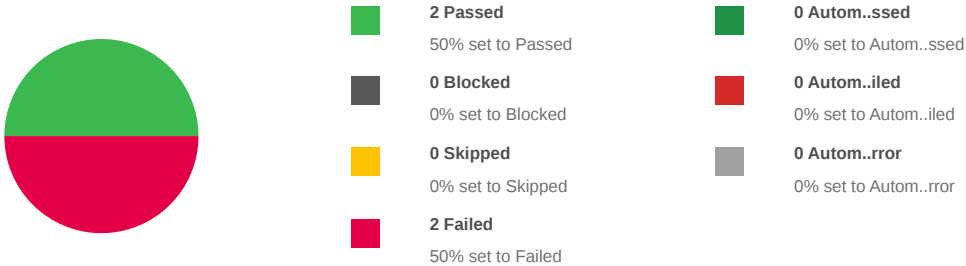 2 Passed
50% set to Passed
0 Blocked
0% set to Blocked
0 Skipped
0% set to Skipped
2 Failed
50% set to Failed
0 Autom..ssed
0% set to Autom..ssed
0 Autom..iled
0% set to Autom..iled
0 Autom..rror
0% set to Autom..rror